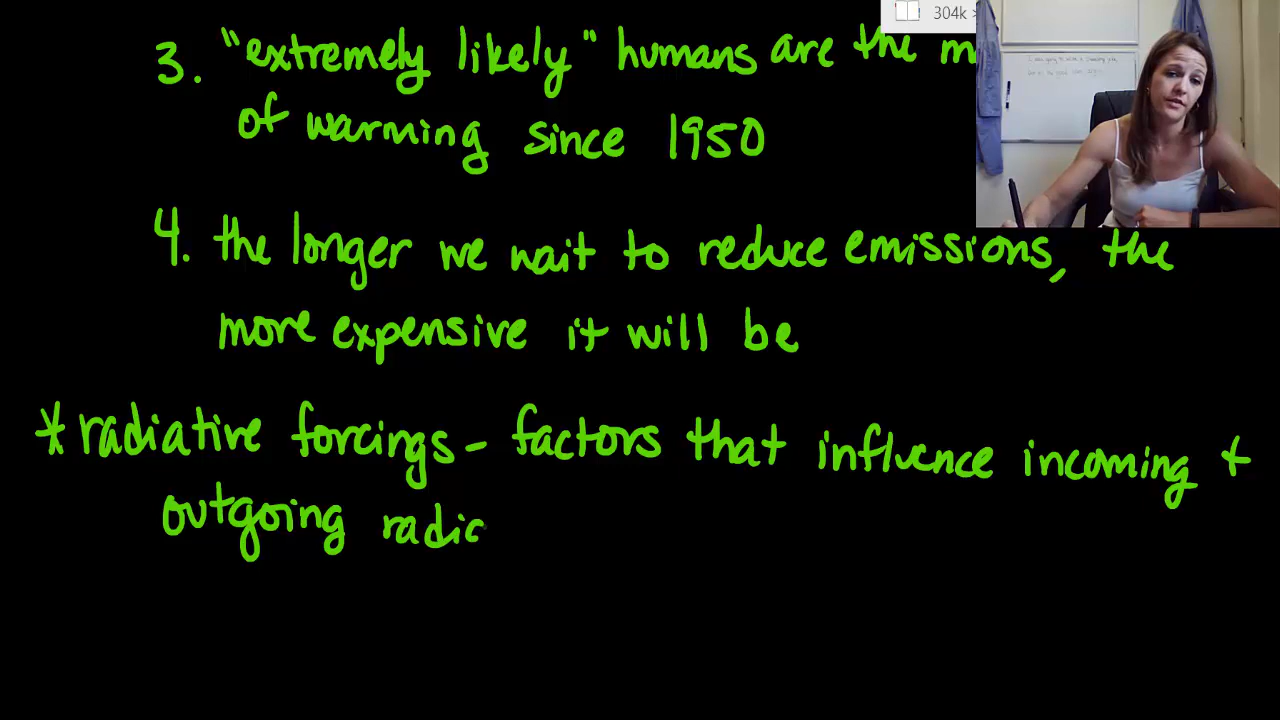 304k >
3. "extremely likely" humans are the m
of warming since 1950
4. the longer we wait to reduce emissions, the
more expensive it will be
* radiative forcings - factors that influence incoming +
outgoing radia